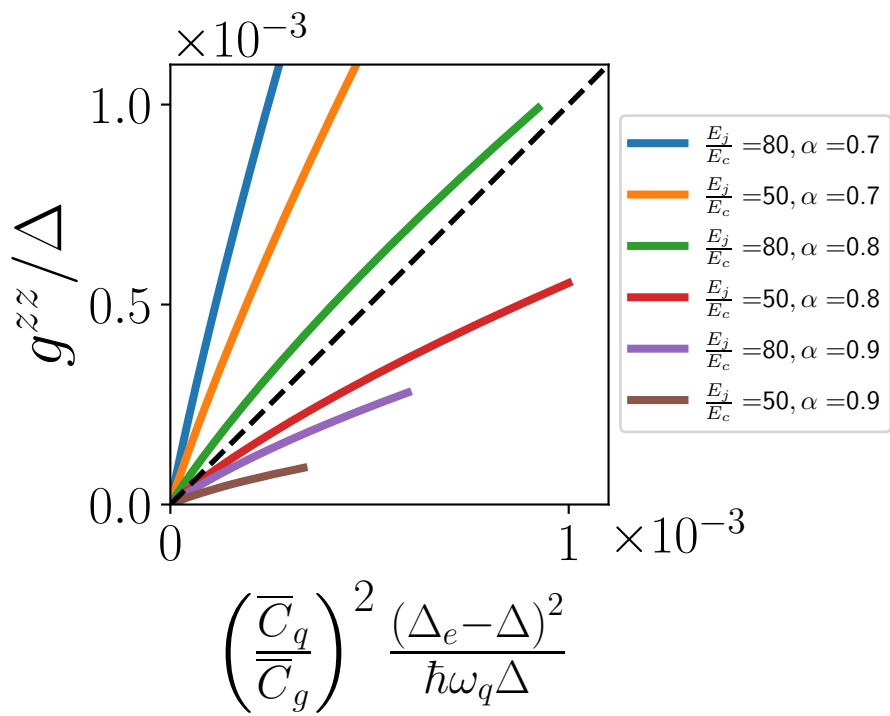 ×10⁻³
1.0
0.5
0.0
g^{zz}/Δ
0
1
×10⁻³
(C̅_q/C̅_g)² (Δ_e−Δ)²/ħω_qΔ
E_j/E_c =80, α =0.7
E_j/E_c =50, α =0.7
E_j/E_c =80, α =0.8
E_j/E_c =50, α =0.8
E_j/E_c =80, α =0.9
E_j/E_c =50, α =0.9